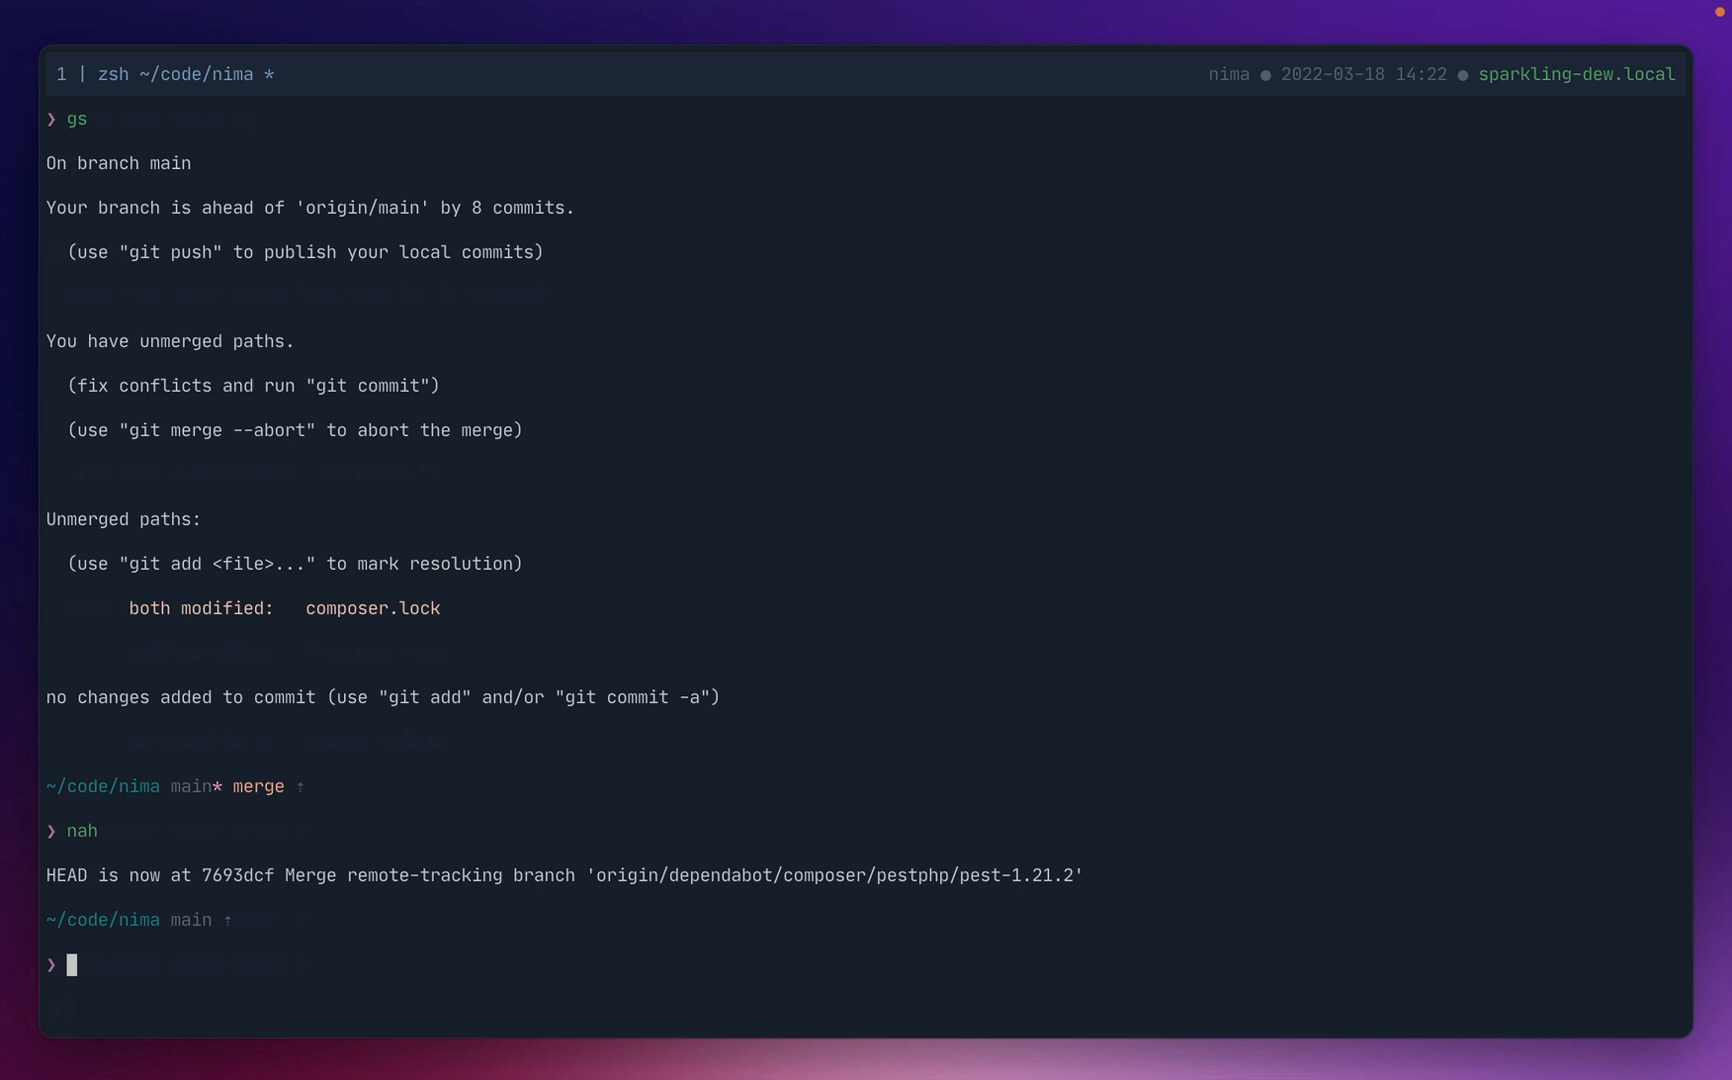 1 | zsh ~/code/nima *
nima ● 2022-03-18 14:22 ● sparkling-dew.local
❯ gs
On branch main
Your branch is ahead of 'origin/main' by 8 commits.
(use "git push" to publish your local commits)
You have unmerged paths.
(fix conflicts and run "git commit")
(use "git merge --abort" to abort the merge)
Unmerged paths:
(use "git add <file>..." to mark resolution)
both modified:   composer.lock
no changes added to commit (use "git add" and/or "git commit -a")
~/code/nima main* merge ⇡
❯ nah
HEAD is now at 7693dcf Merge remote-tracking branch 'origin/dependabot/composer/pestphp/pest-1.21.2'
~/code/nima main ⇡
❯